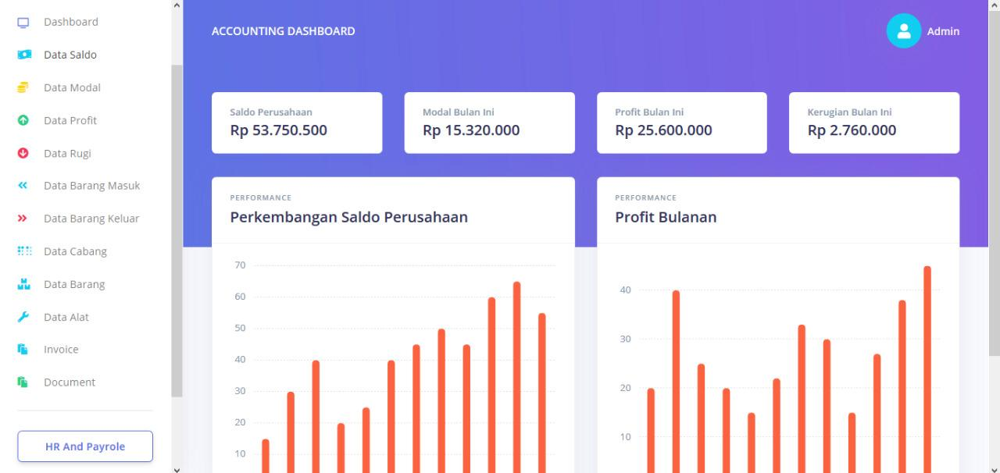 Dashboard
Data Saldo
Data Modal
Data Profit
Data Rugi
Data Barang Masuk
Data Barang Keluar
Data Cabang
Data Barang
Data Alat
Invoice
Document
HR And Payrole
ACCOUNTING DASHBOARD
Admin
Saldo Perusahaan
Rp 53.750.500
Modal Bulan Ini
Rp 15.320.000
Profit Bulan Ini
Rp 25.600.000
Kerugian Bulan Ini
Rp 2.760.000
PERFORMANCE
Perkembangan Saldo Perusahaan
70
60
50
40
30
20
10
PERFORMANCE
Profit Bulanan
40
30
20
10